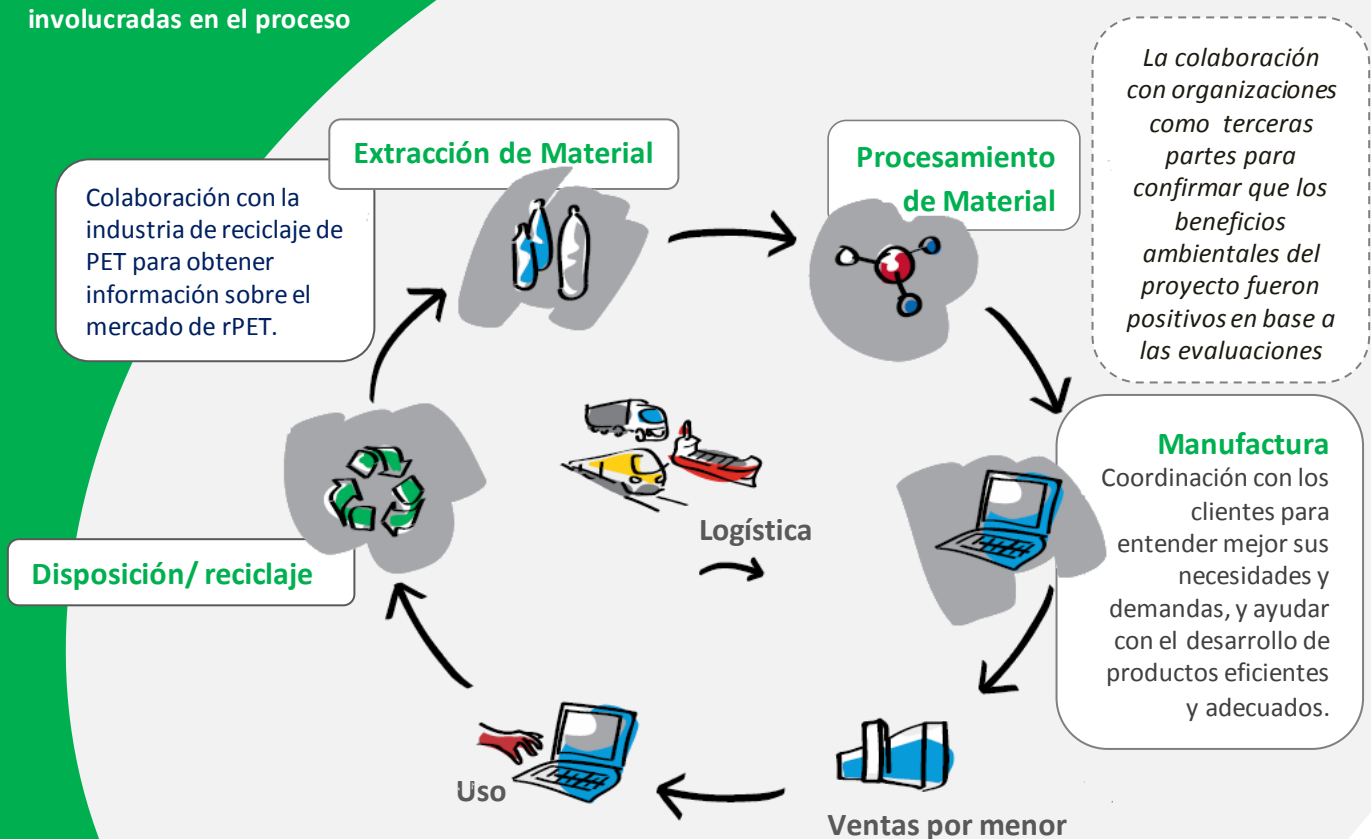 involucradas en el proceso
La colaboración
con organizaciones
como terceras
partes para
confirmar que los
beneficios
ambientales del
proyecto fueron
positivos en base a
las evaluaciones
Extracción de Material
Procesamiento
de Material
Colaboración con la
industria de reciclaje de
PET para obtener
información sobre el
mercado de rPET.
Manufactura
Coordinación con los
clientes para
entender mejor sus
necesidades y
demandas, y ayudar
con el desarrollo de
productos eficientes
y adecuados.
Logística
Disposición/ reciclaje
Uso
Ventas por menor